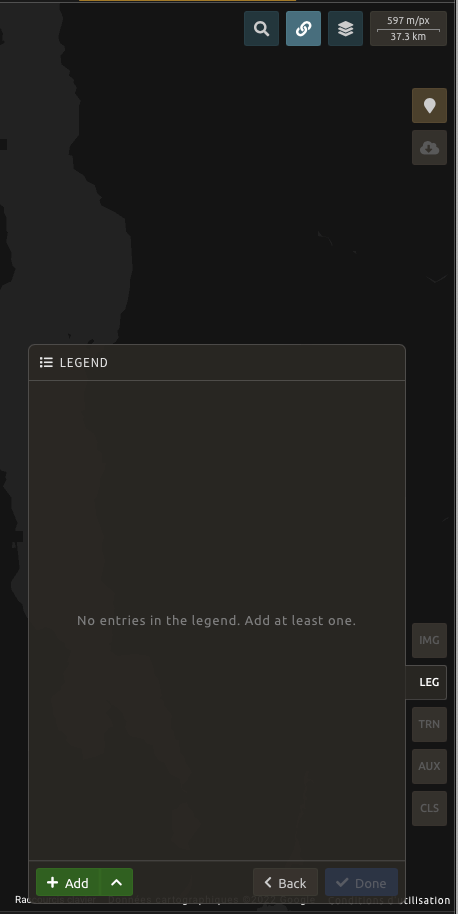 597 m/px
37.3 km
LEGEND
No entries in the legend. Add at least one.
IMG
LEG
TRN
AUX
CLS
Add
Back
Done